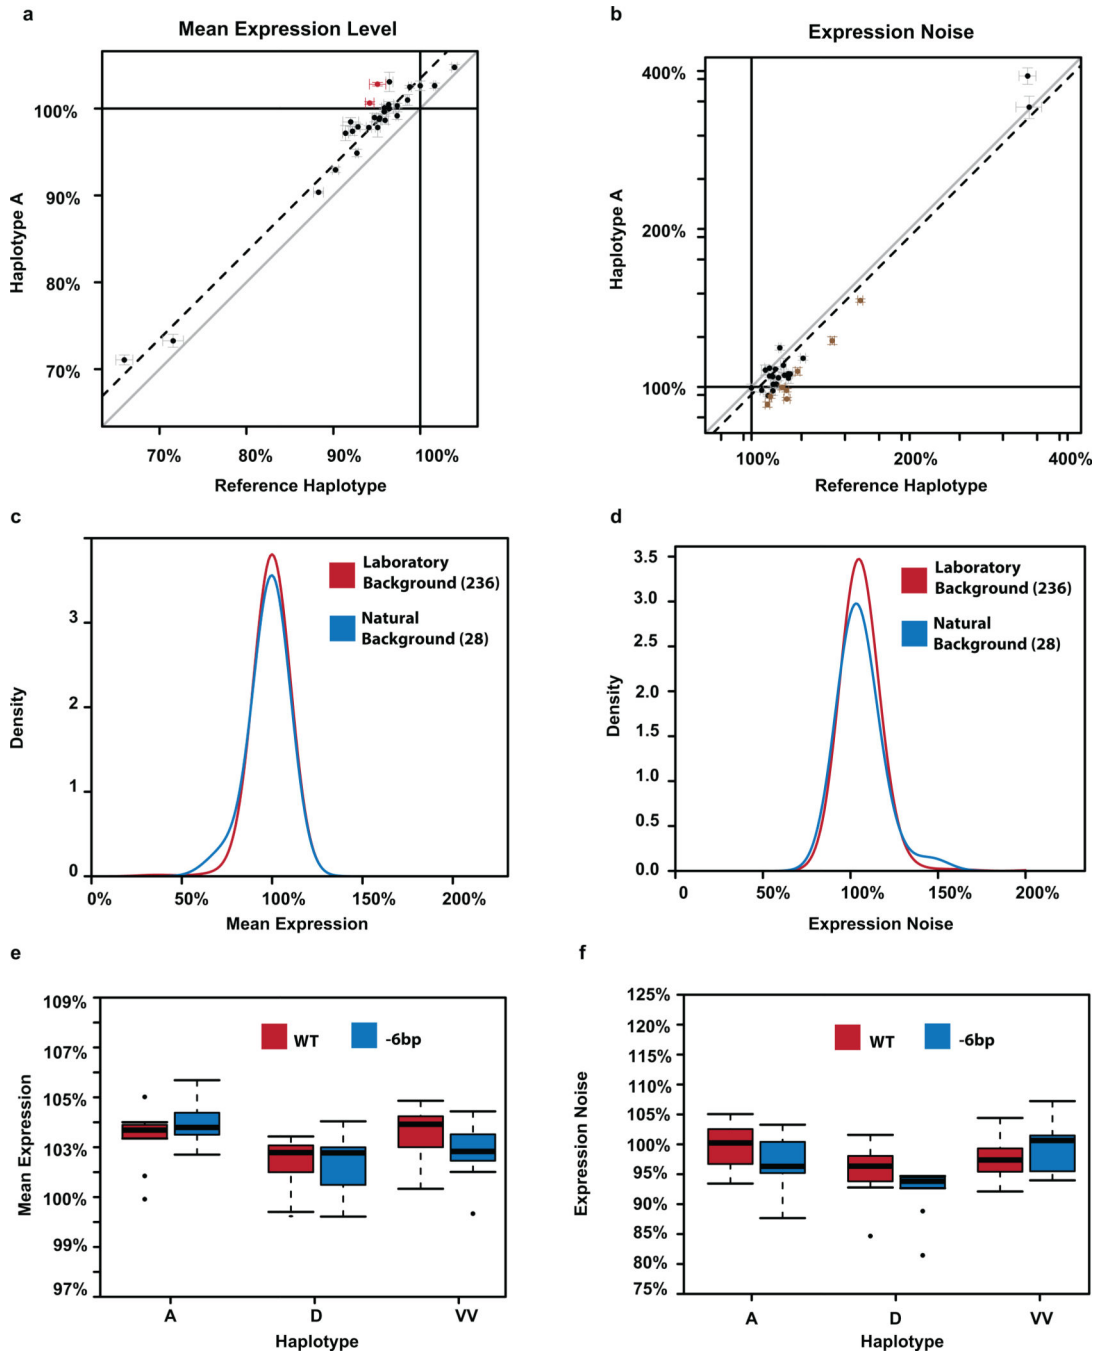 a
Mean Expression Level
100%
90%
80%
70%
Haplotype A
70%
80%
90%
100%
Reference Haplotype
b
Expression Noise
400%
200%
100%
Haplotype A
100%
200%
400%
Reference Haplotype
c
Laboratory
Background (236)
Natural
Background (28)
3
2
1
0
Density
0%
50%
100%
150%
200%
Mean Expression
d
Laboratory
Background (236)
Natural
Background (28)
3.5
3.0
2.5
2.0
1.5
1.0
0.5
0.0
Density
0
50%
100%
150%
200%
Expression Noise
e
WT
-6bp
109%
107%
105%
103%
100%
99%
97%
Mean Expression
A
D
VV
Haplotype
f
WT
-6bp
125%
120%
115%
110%
105%
100%
95%
90%
85%
80%
75%
Expression Noise
A
D
VV
Haplotype